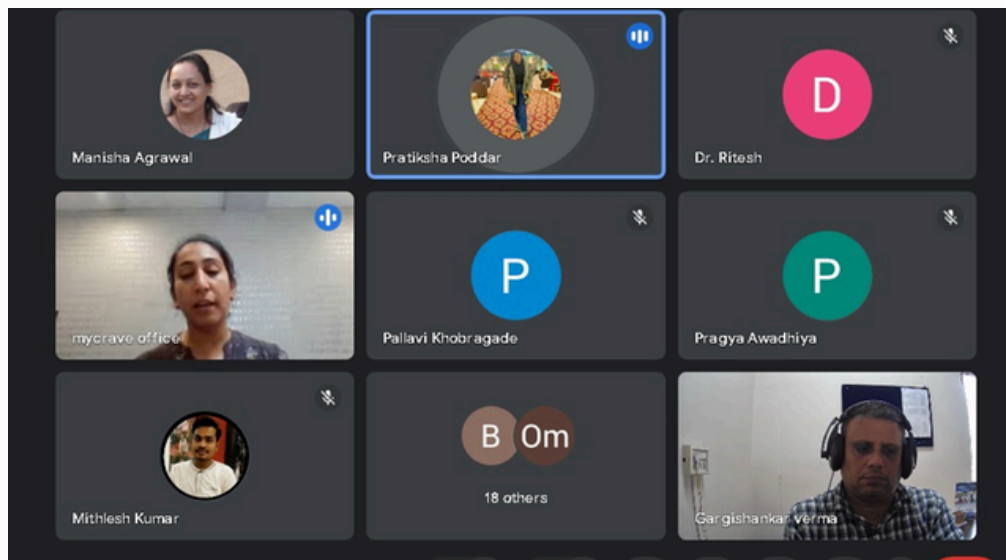 Manisha Agrawal
Pratiksha Poddar
D
Dr. Ritesh
mycrave office
P
Pallavi Khobragade
P
Pragya Awadhiya
Mithlesh Kumar
B Om
18 others
Gargishankar verma